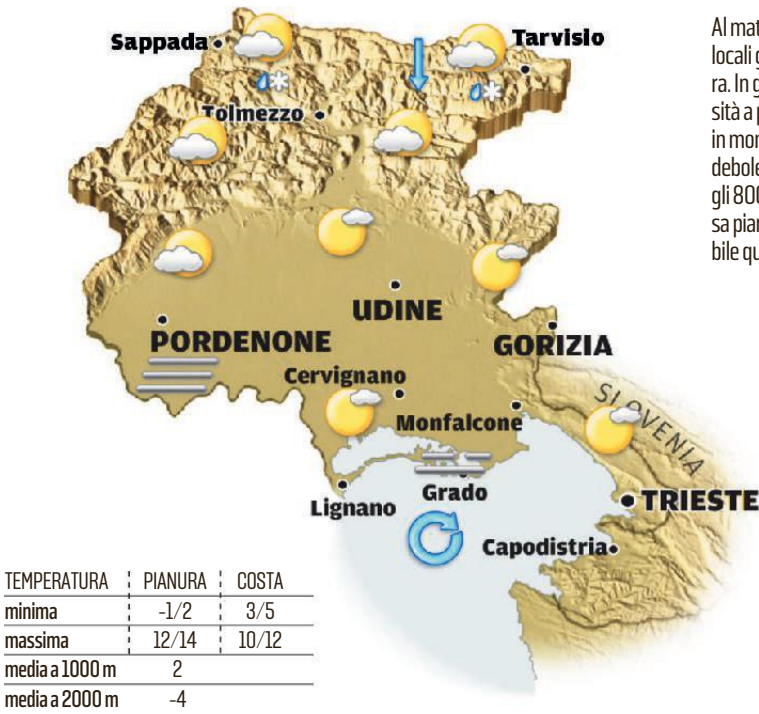 Sappada
Tarvisio
Tolmezzo
UDINE
PORDENONE
GORIZIA
Cervignano
Monfalcone
SLOVENIA
Grado
Lignano
TRIESTE
Capodistria
Al mat
locali g
ra. In g
sità a p
in mon
debole
gli 800
sa pian
bile qu
TEMPERATURA PIANURA COSTA
minima -1/2 3/5
massima 12/14 10/12
media a 1000 m 2
media a 2000 m -4